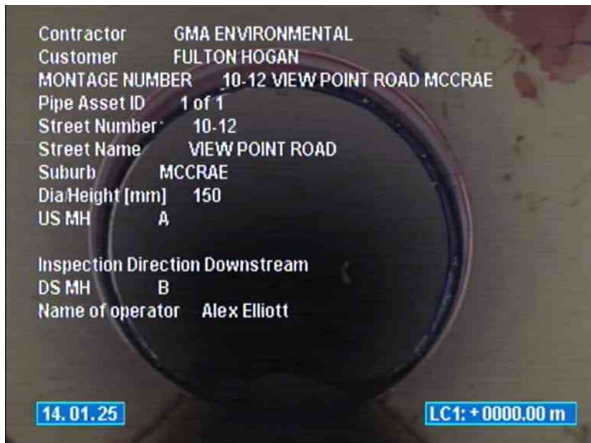 Contractor GMA ENVIRONMENTAL
Customer FULTON HOGAN
MONTAGE NUMBER 10-12 VIEW POINT ROAD MCCRAE
Pipe Asset ID 1 of 1
Street Number 10-12
Street Name VIEW POINT ROAD
Suburb MCCRAE
Dia/Height [mm] 150
US MH A
Inspection Direction Downstream
DS MH B
Name of operator Alex Elliott
14.01.25 LC1: +0000.00 m